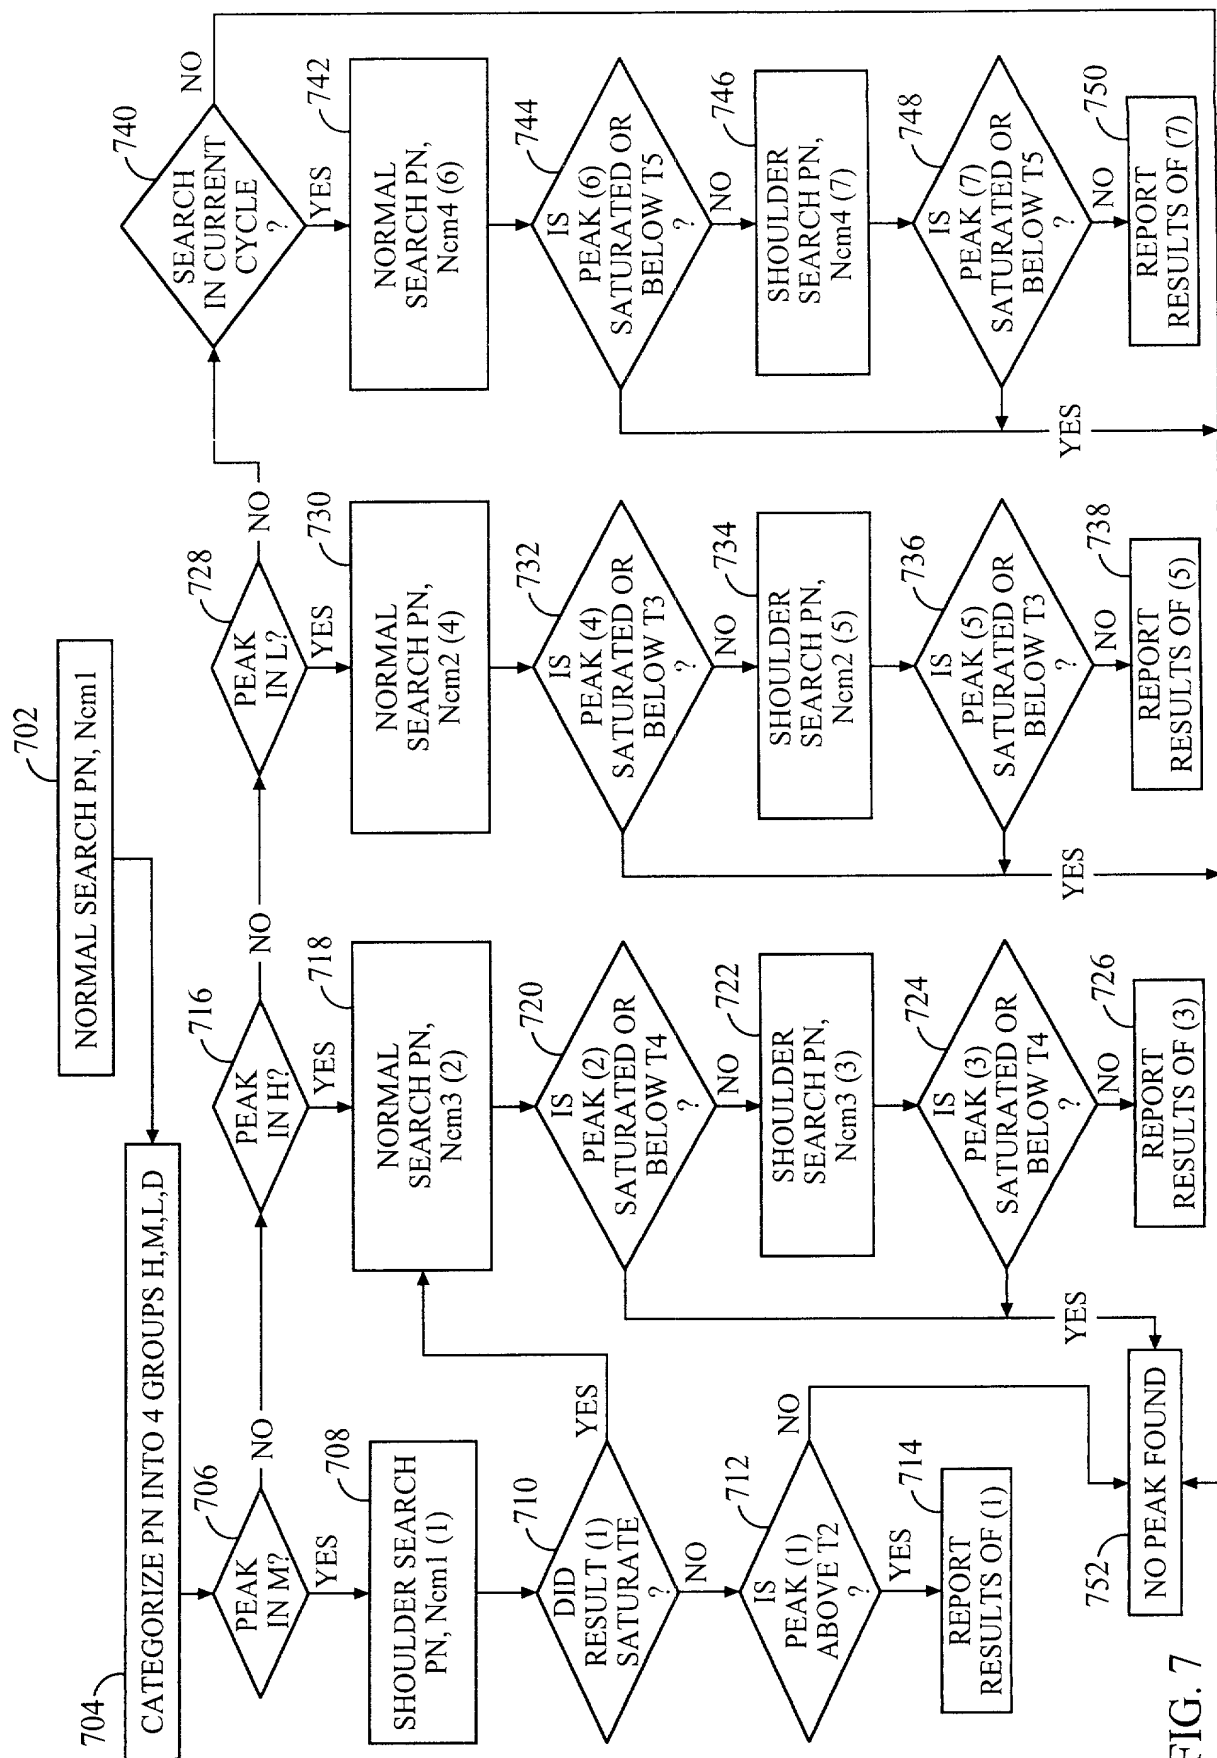 702
NORMAL SEARCH PN, Ncm1
704
CATEGORIZE PN INTO 4 GROUPS H,M,L,D
706
PEAK
IN M?
NO
YES
708
SHOULDER SEARCH
PN, Ncm1 (1)
710
DID
RESULT (1)
SATURATE
?
YES
NO
712
IS
PEAK (1)
ABOVE T2
?
NO
YES
714
REPORT
RESULTS OF (1)
716
PEAK
IN H?
NO
YES
718
NORMAL
SEARCH PN,
Ncm3 (2)
720
IS
PEAK (2)
SATURATED OR
BELOW T4
?
NO
722
SHOULDER
SEARCH PN,
Ncm3 (3)
724
IS
PEAK (3)
SATURATED OR
BELOW T4
?
YES
NO
726
REPORT
RESULTS OF (3)
728
PEAK
IN L?
NO
YES
730
NORMAL
SEARCH PN,
Ncm2 (4)
732
IS
PEAK (4)
SATURATED OR
BELOW T3
?
NO
734
SHOULDER
SEARCH PN,
Ncm2 (5)
736
IS
PEAK (5)
SATURATED OR
BELOW T3
?
YES
NO
738
REPORT
RESULTS OF (5)
740
SEARCH
IN CURRENT
CYCLE
?
NO
YES
742
NORMAL
SEARCH PN,
Ncm4 (6)
744
IS
PEAK (6)
SATURATED OR
BELOW T5
?
NO
746
SHOULDER
SEARCH PN,
Ncm4 (7)
748
IS
PEAK (7)
SATURATED OR
BELOW T5
?
YES
NO
750
REPORT
RESULTS OF (7)
752
NO PEAK FOUND
FIG. 7